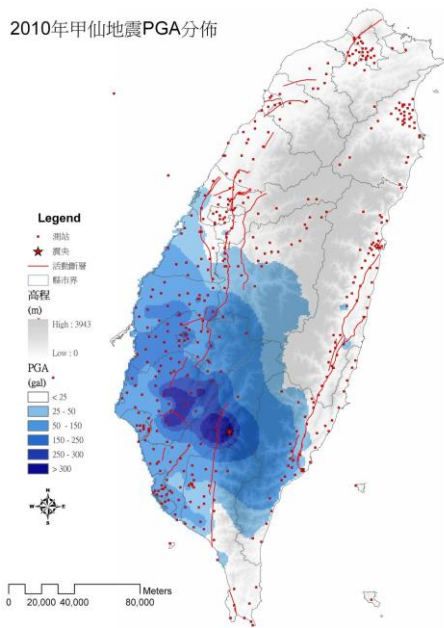 2010年甲仙地震PGA分佈
Legend
測站
震央
活動斷層
縣市界
高程
(m)
High : 3943
Low : 0
PGA
(gal)
< 25
25 - 50
50 - 150
150 - 250
250 - 300
> 300
N
W
E
S
Meters
0 20,000 40,000 80,000